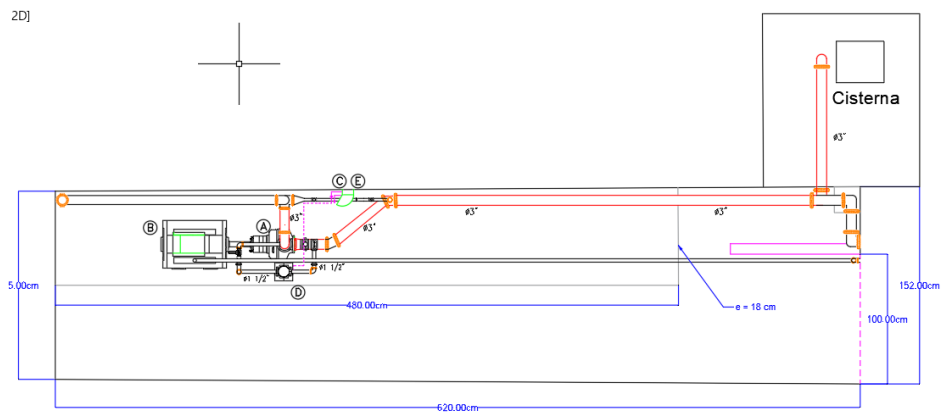 2D]
Cisterna
ø3"
C E
B
A
ø3"
ø3"
ø3"
ø3"
ø1 1/2"
ø1 1/2"
D
5.00cm
480.00cm
e = 18 cm
152.00cm
100.00cm
620.00cm